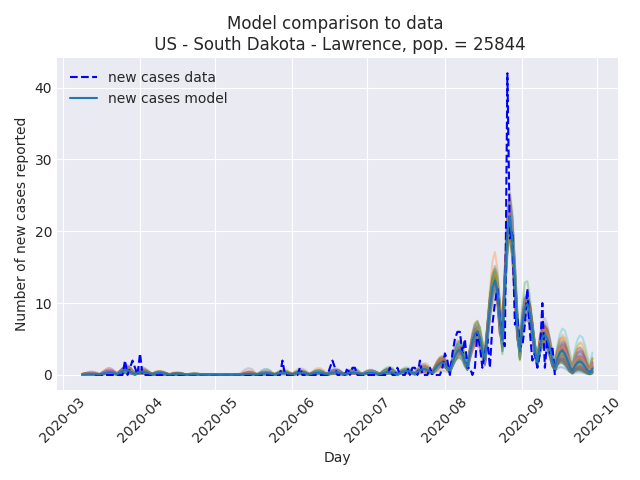 Model comparison to data
US - South Dakota - Lawrence, pop. = 25844
new cases data
new cases model
Number of new cases reported
40
30
20
10
0
2020-03
2020-04
2020-05
2020-06
2020-07
2020-08
2020-09
2020-10
Day